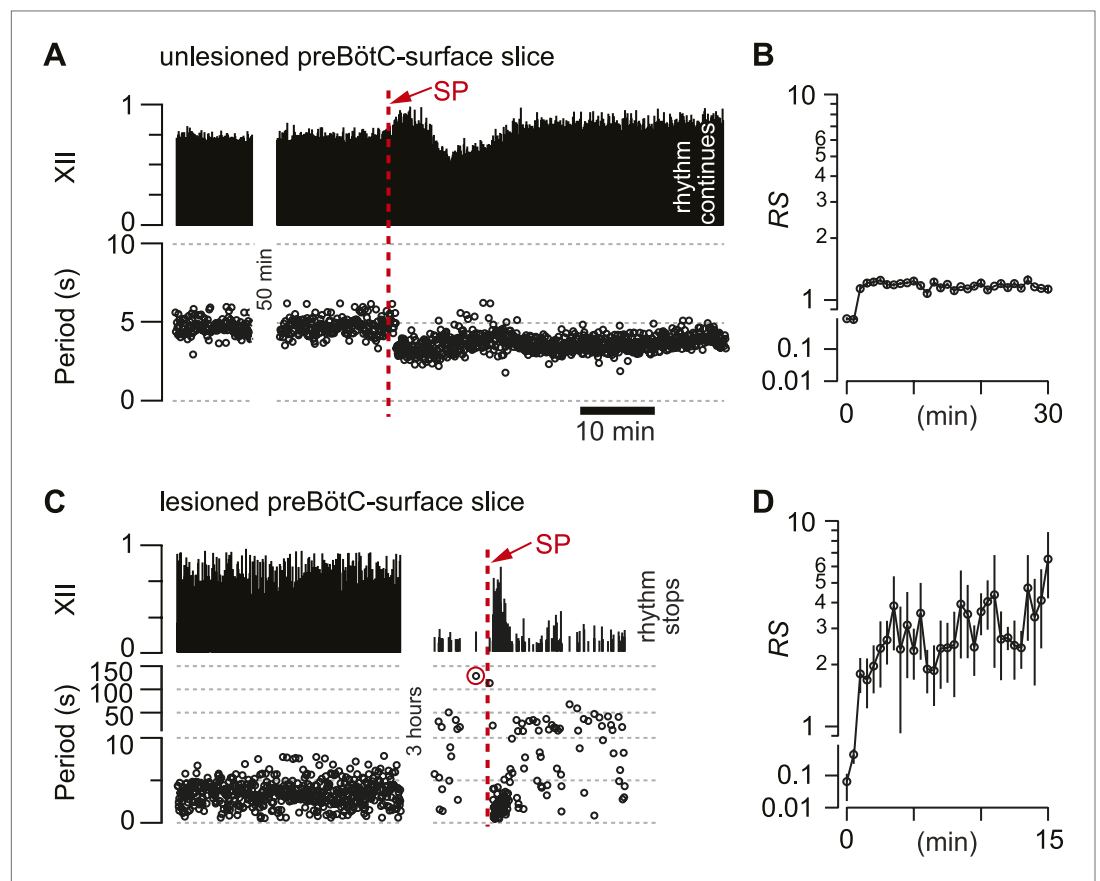 A
unlesioned preBötC-surface slice
SP
XII
1
0
rhythm
continues
Period (s)
10
5
0
50 min
10 min
B
RS
10
6
5
4
3
2
1
0.1
0.01
0
(min)
30
C
lesioned preBötC-surface slice
SP
XII
1
0
rhythm
stops
Period (s)
150
100
50
10
0
3 hours
D
RS
10
6
5
4
3
2
1
0.1
0.01
0
(min)
15